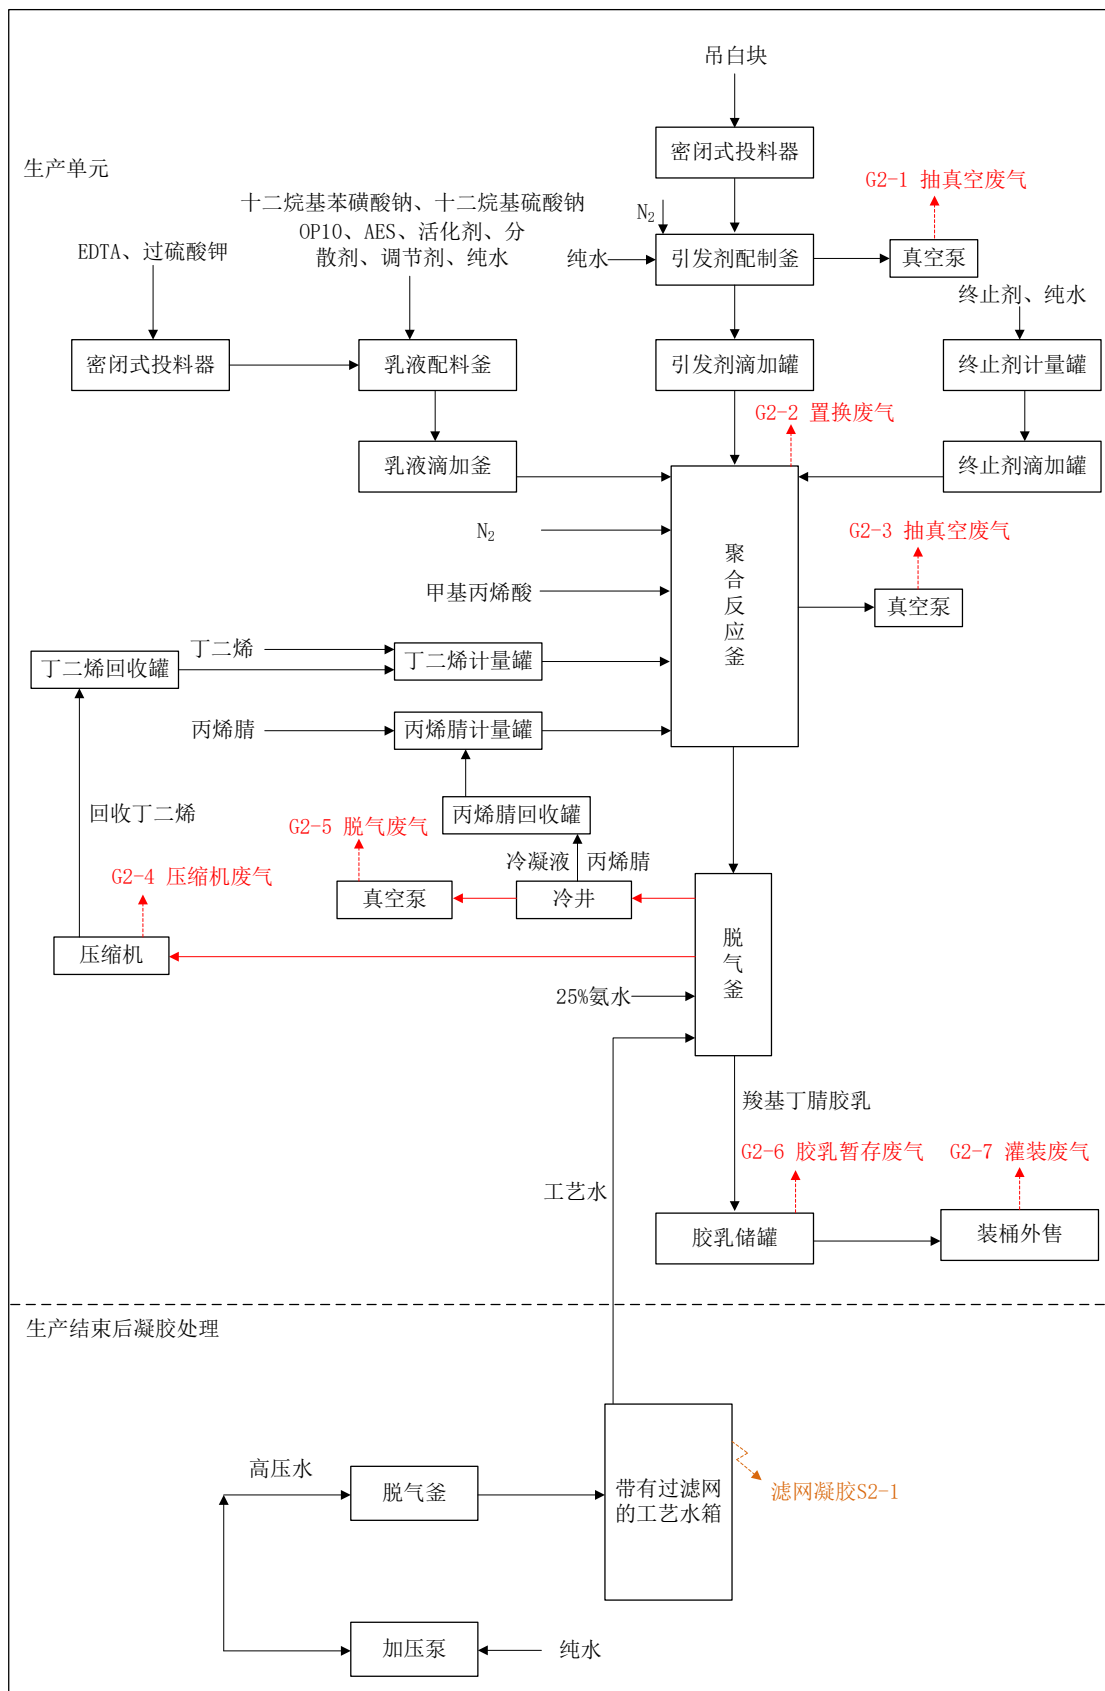 吊白块
密闭式投料器
生产单元
G2-1 抽真空废气
十二烷基苯磺酸钠、十二烷基硫酸钠
OP10、AES、活化剂、分
散剂、调节剂、纯水
N₂
EDTA、过硫酸钾
纯水
引发剂配制釜
真空泵
终止剂、纯水
密闭式投料器
乳液配料釜
引发剂滴加罐
终止剂计量罐
G2-2 置换废气
乳液滴加釜
终止剂滴加罐
N₂
聚合反应釜
G2-3 抽真空废气
甲基丙烯酸
真空泵
丁二烯
丁二烯回收罐
丁二烯计量罐
丙烯腈
丙烯腈计量罐
回收丁二烯
丙烯腈回收罐
G2-5 脱气废气
冷凝液
丙烯腈
G2-4 压缩机废气
真空泵
冷井
脱气釜
压缩机
25%氨水
羧基丁腈胶乳
G2-6 胶乳暂存废气
G2-7 灌装废气
工艺水
胶乳储罐
装桶外售
生产结束后凝胶处理
高压水
脱气釜
带有过滤网
的工艺水箱
滤网凝胶S2-1
加压泵
纯水